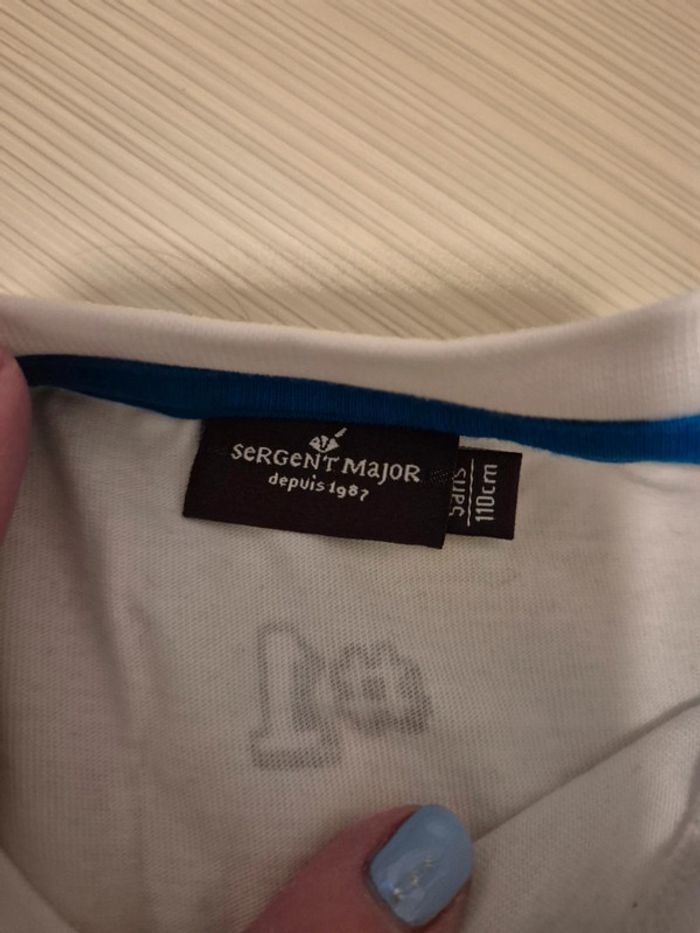 SeRGeNT MaJOR
depuis 1987
5ans
110cm